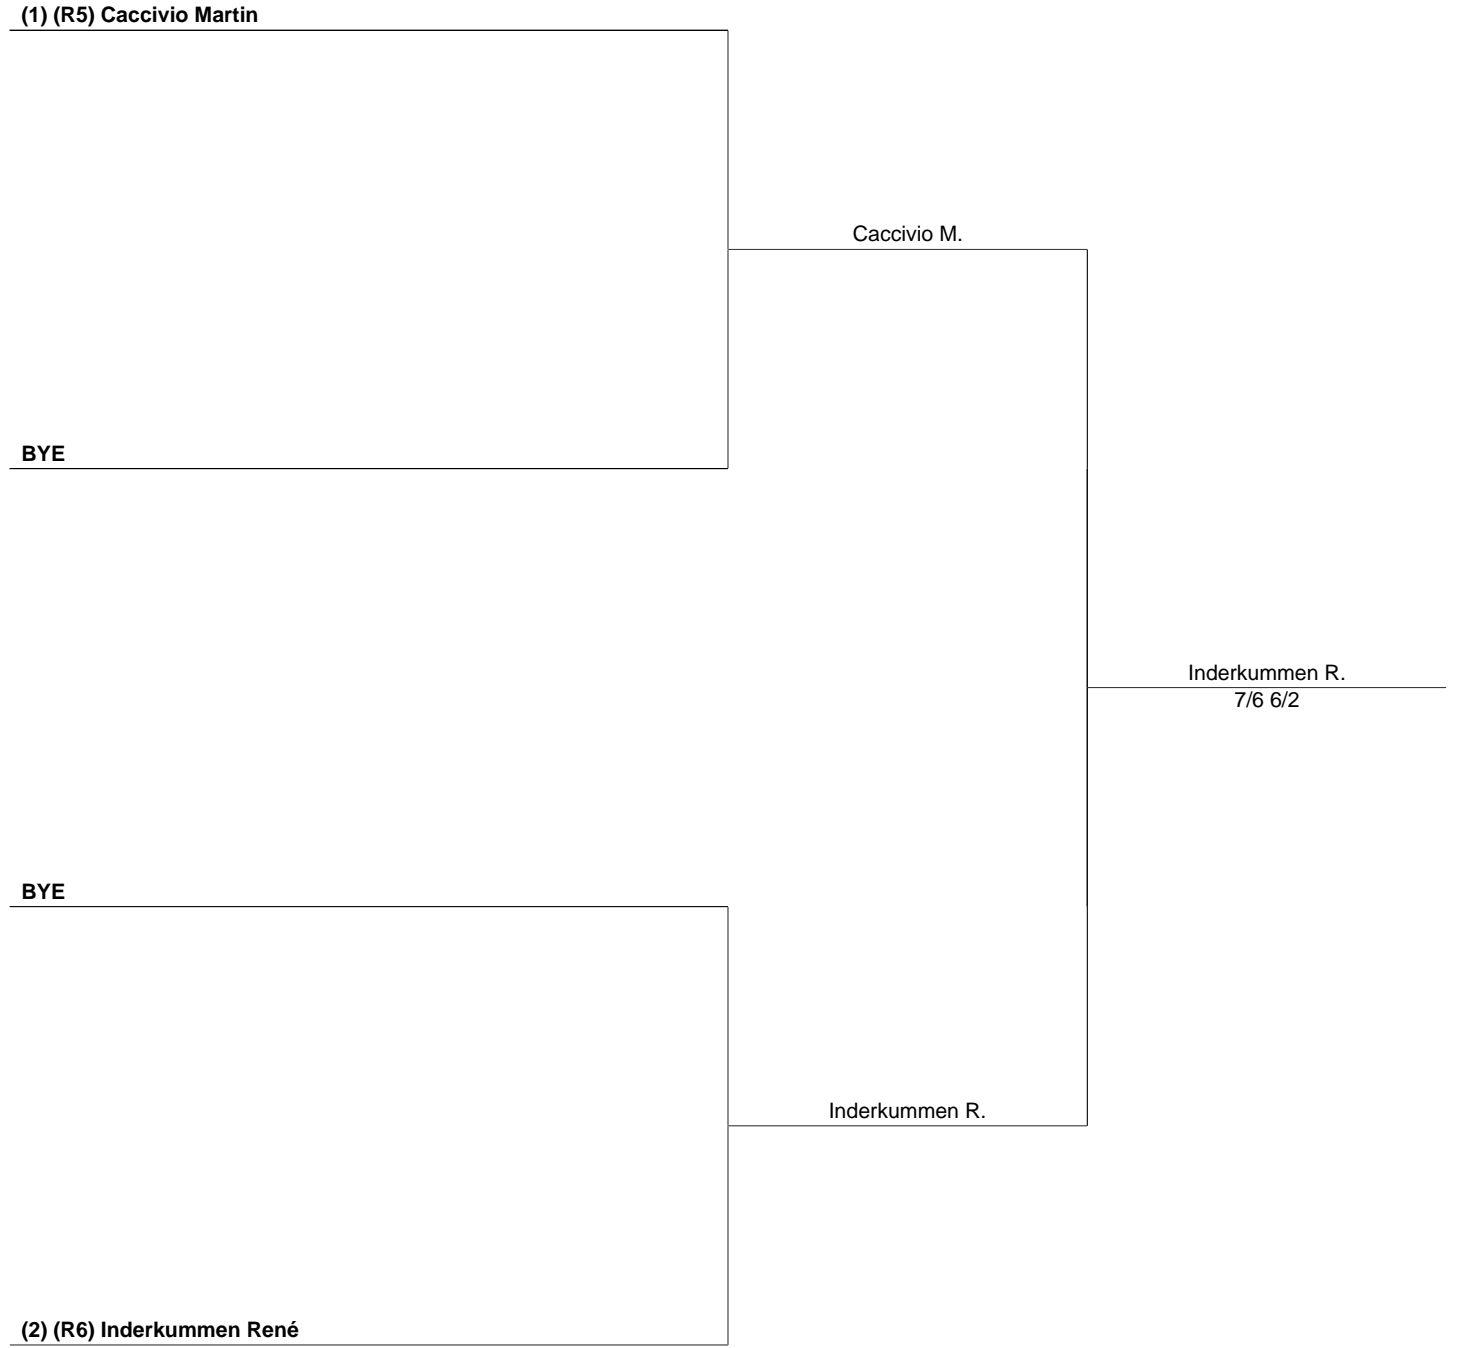 (1) (R5) Caccivio Martin
Caccivio M.
BYE
Inderkummen R.
7/6 6/2
BYE
Inderkummen R.
(2) (R6) Inderkummen René